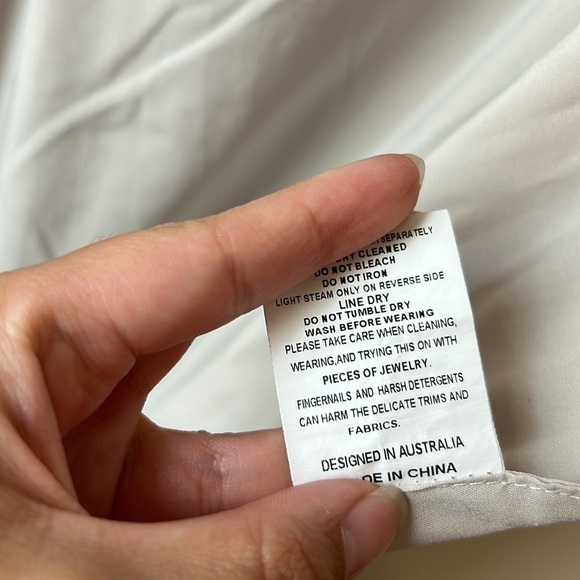 SEPARATELY
DRY CLEANED
DO NOT BLEACH
DO NOT IRON
LIGHT STEAM ONLY ON REVERSE SIDE
LINE DRY
DO NOT TUMBLE DRY
WASH BEFORE WEARING
PLEASE TAKE CARE WHEN CLEANING,
WEARING,AND TRYING THIS ON WITH
PIECES OF JEWELRY.
FINGERNAILS AND HARSH DETERGENTS
CAN HARM THE DELICATE TRIMS AND
FABRICS.
DESIGNED IN AUSTRALIA
DE IN CHINA